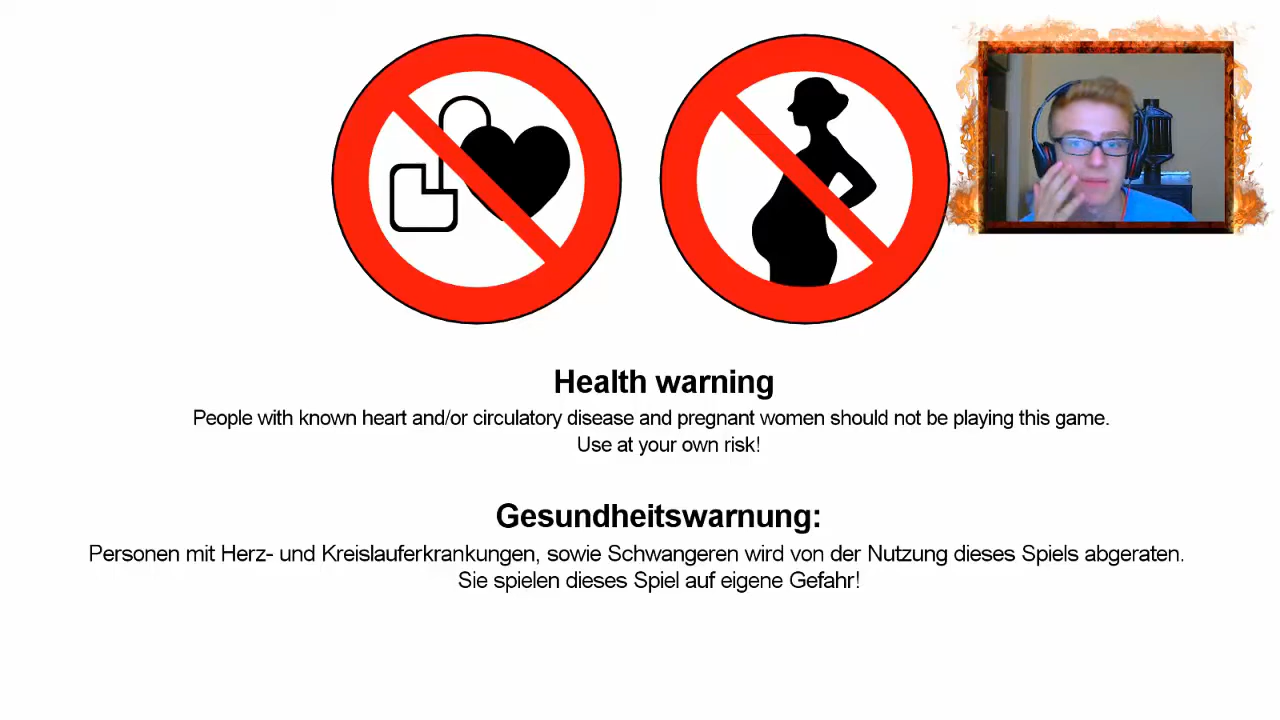 Health warning
People with known heart and/or circulatory disease and pregnant women should not be playing this game.
Use at your own risk!
Gesundheitswarnung:
Personen mit Herz- und Kreislauferkrankungen, sowie Schwangeren wird von der Nutzung dieses Spiels abgeraten.
Sie spielen dieses Spiel auf eigene Gefahr!